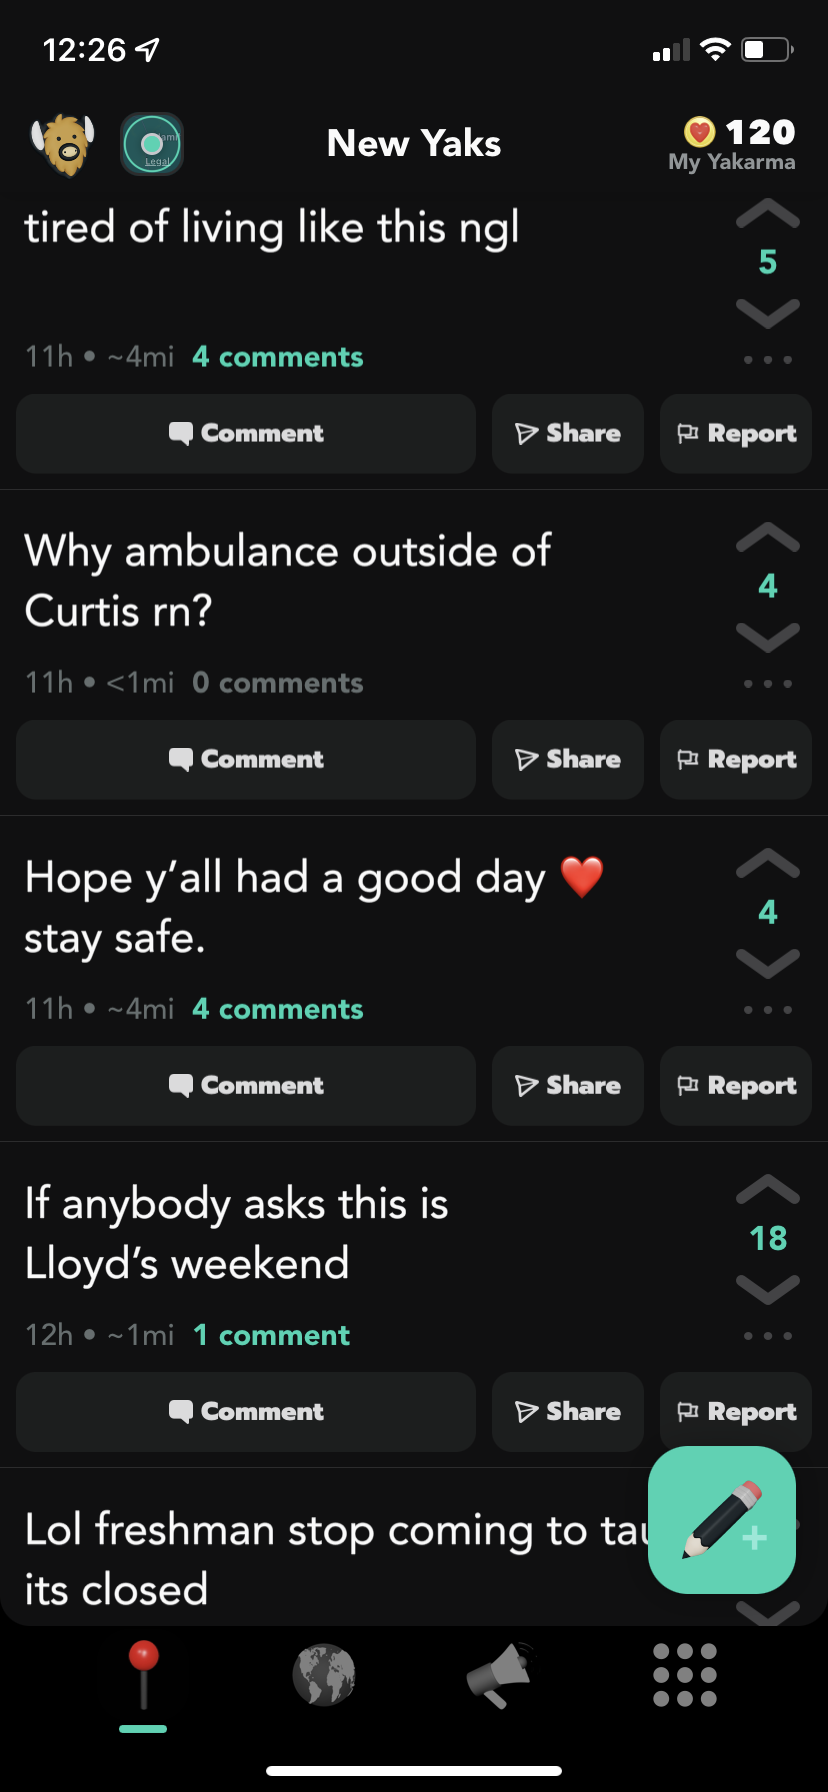 12:26
New Yaks
120
My Yakarma
Legal
tired of living like this ngl
5
11h • ~4mi 4 comments
Comment Share Report
Why ambulance outside of
Curtis rn?
4
11h • <1mi 0 comments
Comment Share Report
Hope y’all had a good day ❤️
stay safe.
4
11h • ~4mi 4 comments
Comment Share Report
If anybody asks this is
Lloyd’s weekend
18
12h • ~1mi 1 comment
Comment Share Report
Lol freshman stop coming to
its closed